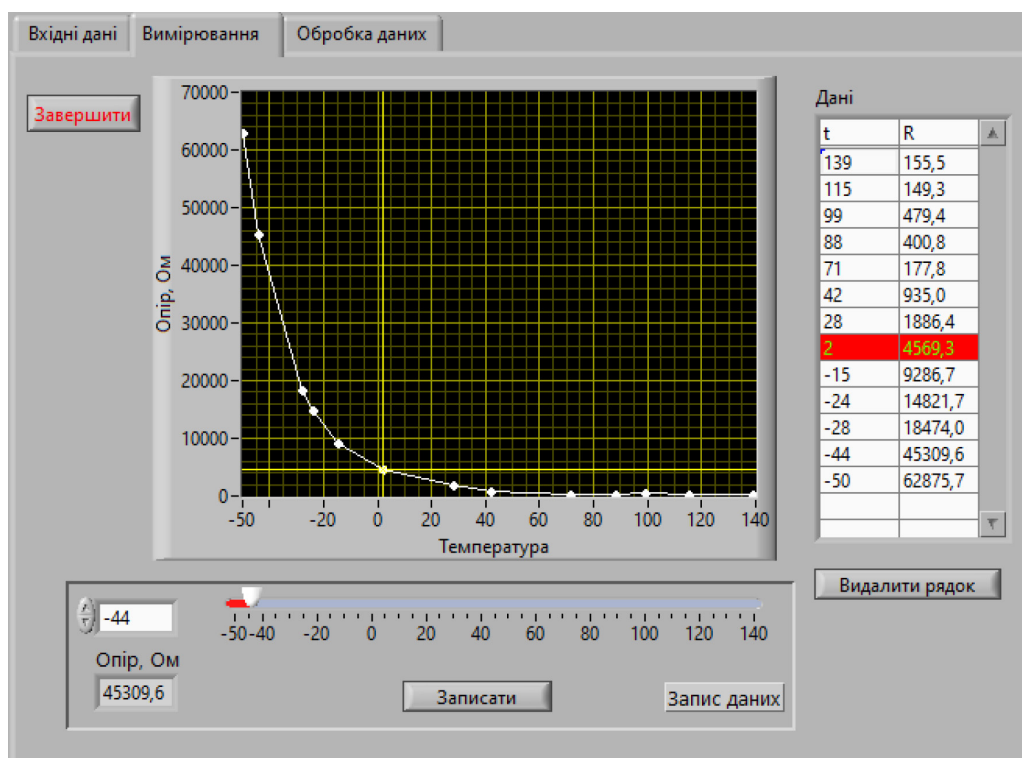 Вхідні дані Вимірювання Обробка даних
Завершити
70000
60000
50000
40000
30000
20000
10000
0
Опір, Ом
-50 -20 0 20 40 60 80 100 120 140
Температура
Дані
t R
139 155,5
115 149,3
99 479,4
88 400,8
71 177,8
42 935,0
28 1886,4
2 4569,3
-15 9286,7
-24 14821,7
-28 18474,0
-44 45309,6
-50 62875,7
Видалити рядок
-44
-50 -40 -20 0 20 40 60 80 100 120 140
Опір, Ом
45309,6
Записати
Запис даних